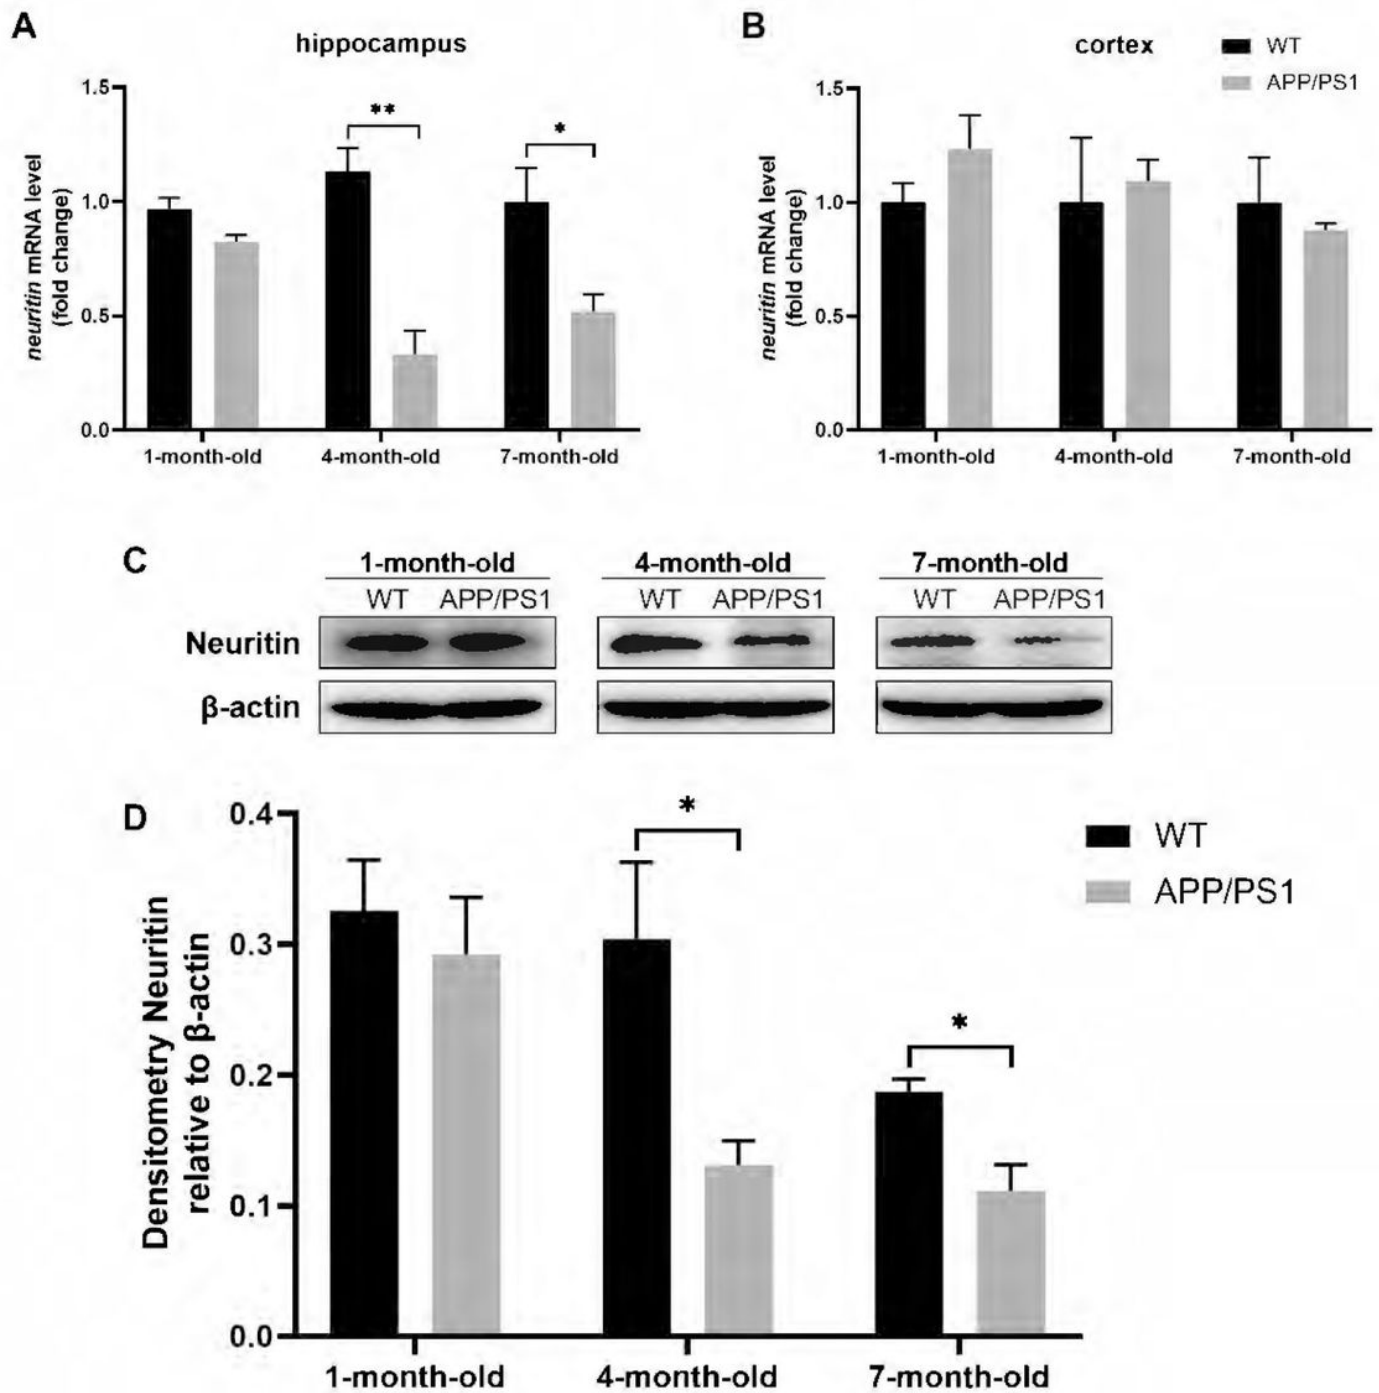 A
hippocampus
1.5
1.0
0.5
0.0
neuritin mRNA level
(fold change)
**
*
1-month-old
4-month-old
7-month-old
B
cortex
WT
APP/PS1
1.5
1.0
0.5
0.0
neuritin mRNA level
(fold change)
1-month-old
4-month-old
7-month-old
C
1-month-old
4-month-old
7-month-old
WT APP/PS1
WT APP/PS1
WT APP/PS1
Neuritin
β-actin
D
0.4
0.3
0.2
0.1
0.0
Densitometry Neuritin
relative to β-actin
*
*
WT
APP/PS1
1-month-old
4-month-old
7-month-old